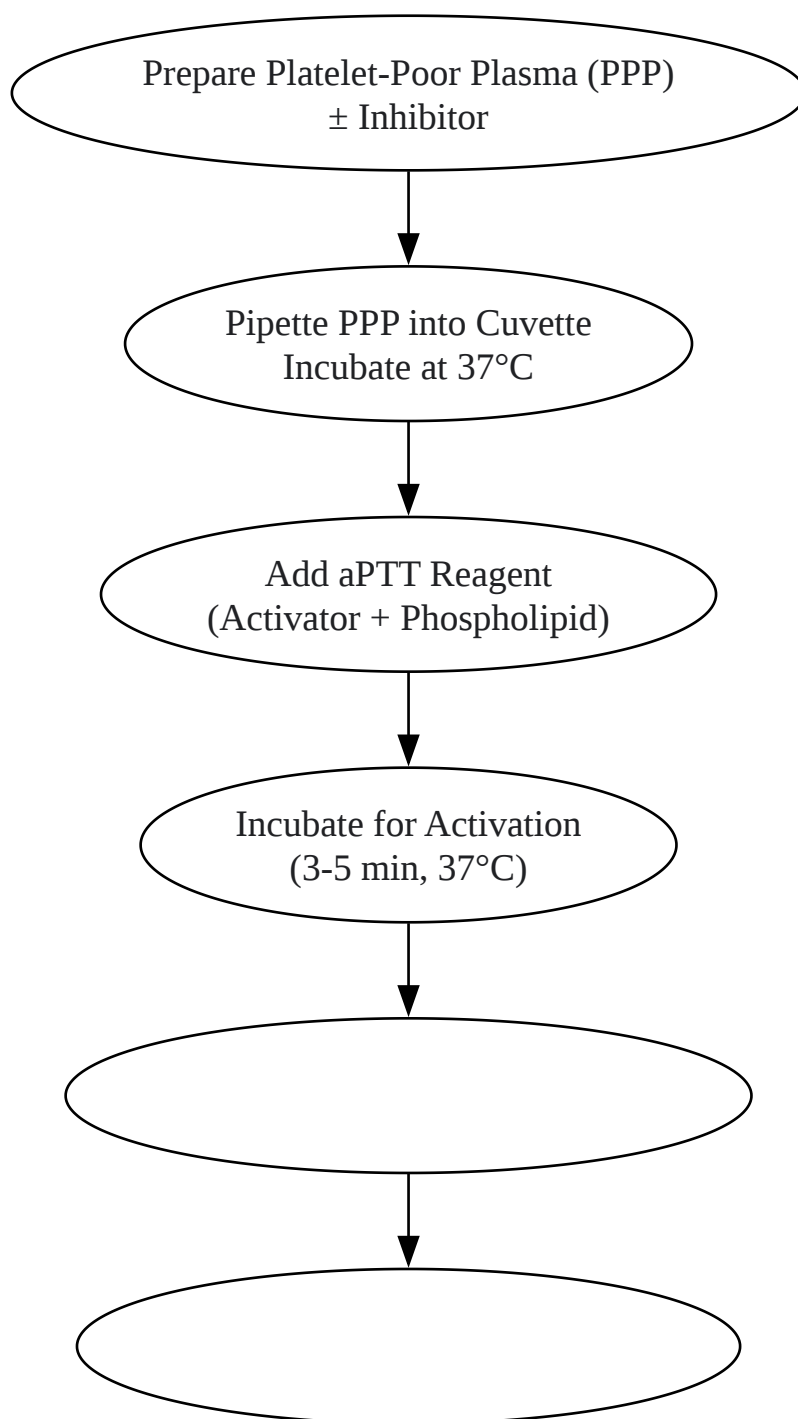 Prepare Platelet-Poor Plasma (PPP)
± Inhibitor
Pipette PPP into Cuvette
Incubate at 37°C
Add aPTT Reagent
(Activator + Phospholipid)
Incubate for Activation
(3-5 min, 37°C)